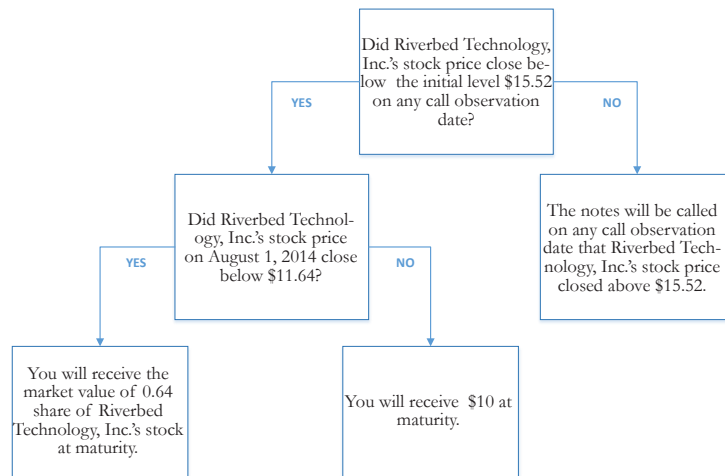 Did Riverbed Technology,
Inc.'s stock price close be-
low the initial level $15.52
on any call observation
date?
YES
NO
Did Riverbed Technol-
ogy, Inc.'s stock price
on August 1, 2014 close
below $11.64?
The notes will be called
on any call observation
date that Riverbed Tech-
nology, Inc.'s stock price
closed above $15.52.
YES
NO
You will receive the
market value of 0.64
share of Riverbed
Technology, Inc.'s stock
at maturity.
You will receive $10 at
maturity.